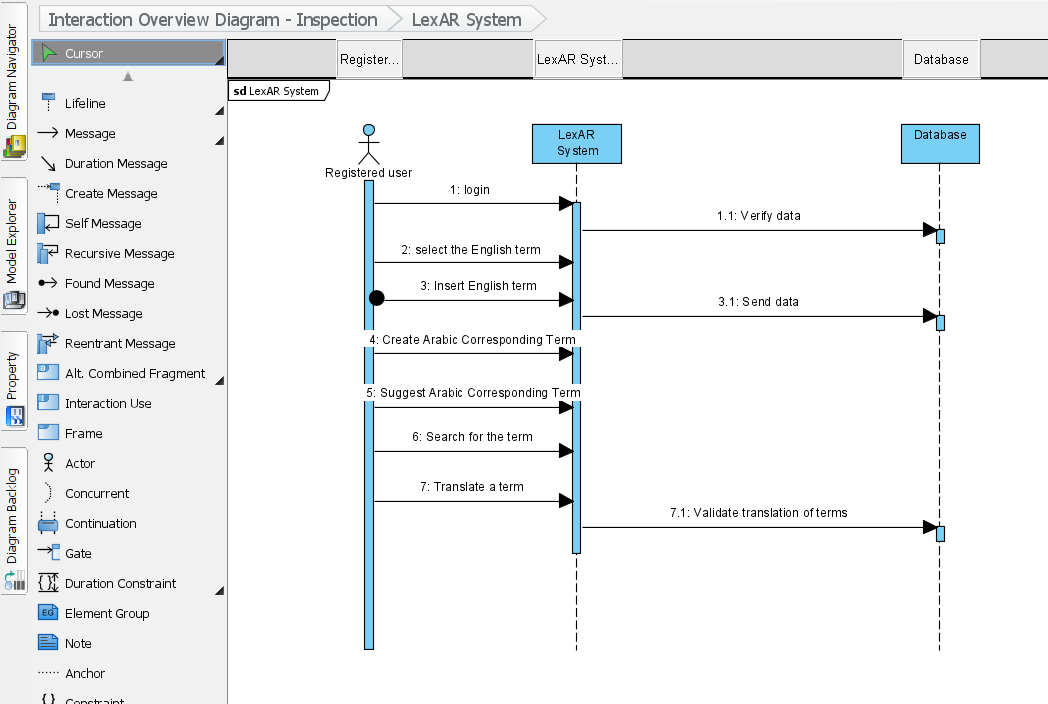 Interaction Overview Diagram - Inspection
LexAR System
Diagram Navigator
Model Explorer
Property
Diagram Backlog
Cursor
Lifeline
Message
Duration Message
Create Message
Self Message
Recursive Message
Found Message
Lost Message
Reentrant Message
Alt. Combined Fragment
Interaction Use
Frame
Actor
Concurrent
Continuation
Gate
Duration Constraint
EG
Element Group
Note
Anchor
Constraint
Register...
LexAR Syst...
Database
sd LexAR System
Registered user
LexAR
System
Database
1: login
1.1: Verify data
2: select the English term
3: Insert English term
3.1: Send data
4: Create Arabic Corresponding Term
5: Suggest Arabic Corresponding Term
6: Search for the term
7: Translate a term
7.1: Validate translation of terms